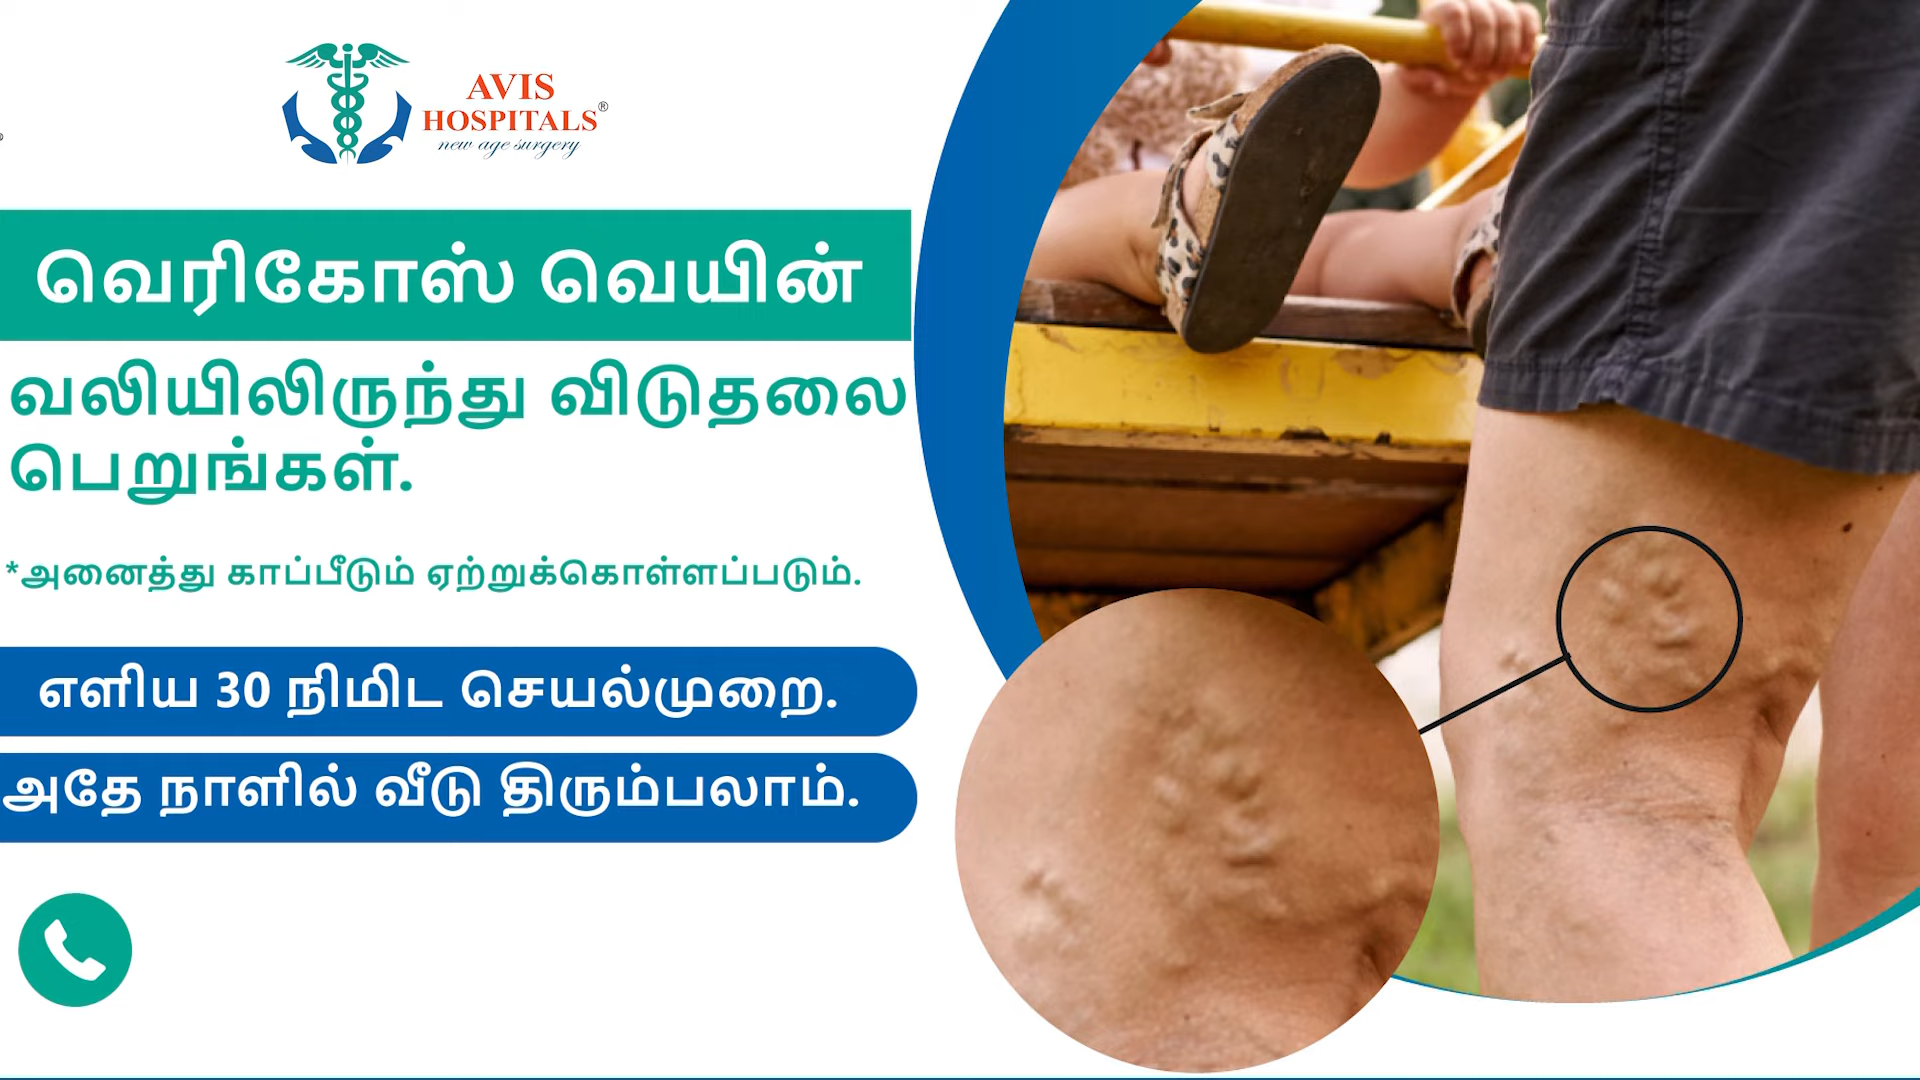 AVIS
HOSPITALS®
new age surgery
வெரிகோஸ் வெயின்
வலியிலிருந்து விடுதலை
பெறுங்கள்.
*அனைத்து காப்பீடும் ஏற்றுக்கொள்ளப்படும்.
எளிய 30 நிமிட செயல்முறை.
அதே நாளில் வீடு திரும்பலாம்.